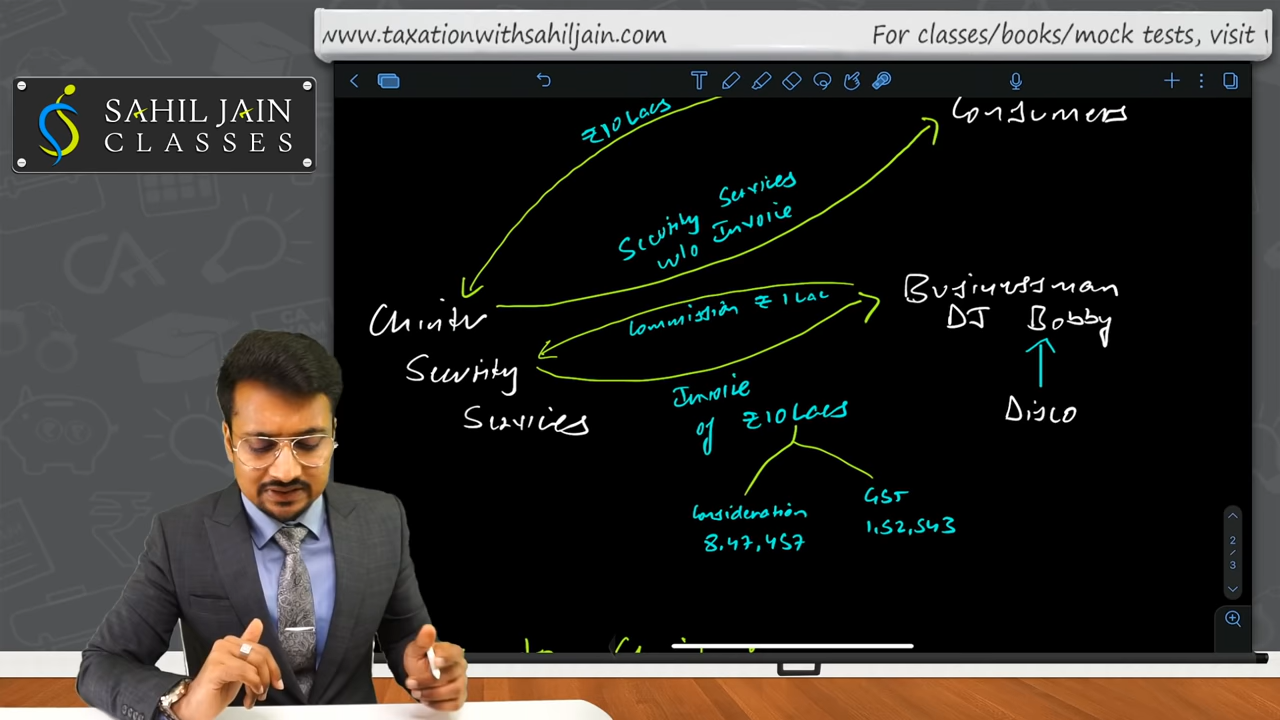 www.taxationwithsahiljain.com
For classes/books/mock tests, visit
SAHIL JAIN
CLASSES
₹10 Lacs
Consumers
Security Services
w/o Invoice
Commission ₹ 1 Lac
Businessman
DJ Bobby
Disco
Chintu
Security
Services
Invoice
of ₹10 Lacs
Consideration
8,47,457
GST
1,52,543
2
/
3